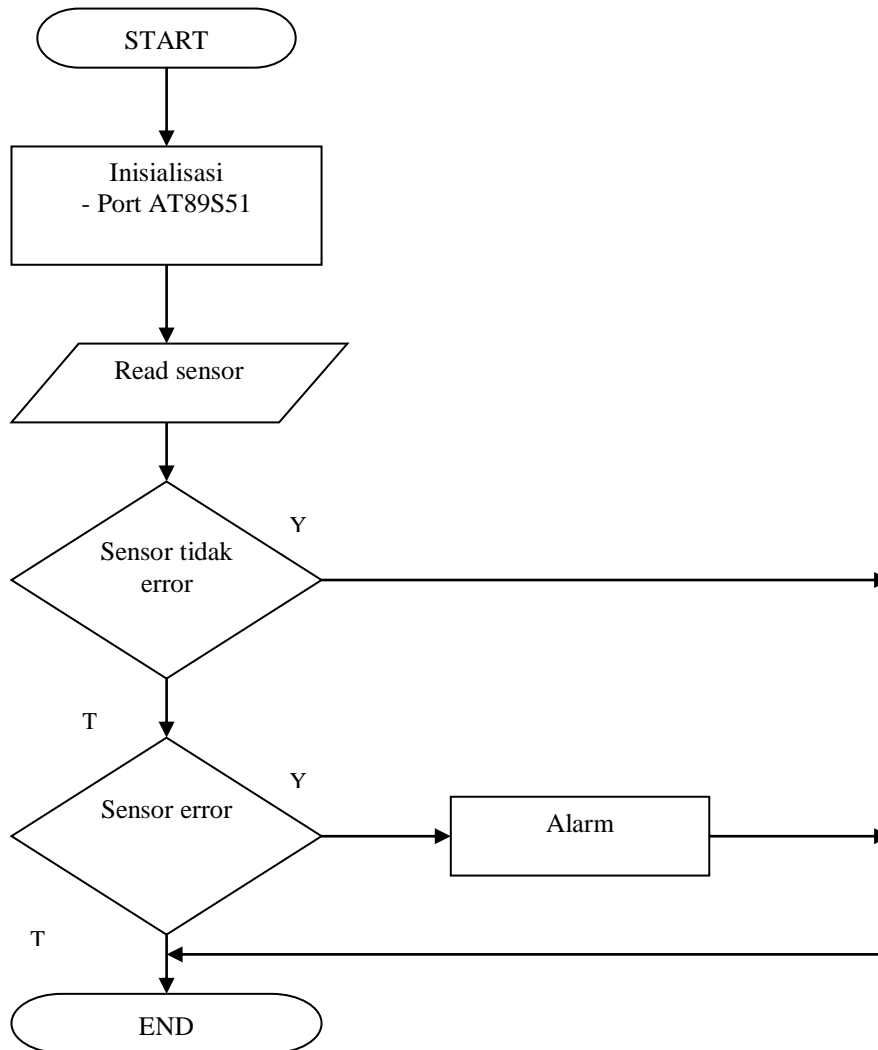 START
Inisialisasi
- Port AT89S51
Read sensor
Y
Sensor tidak
error
T
Y
Sensor error
Alarm
T
END